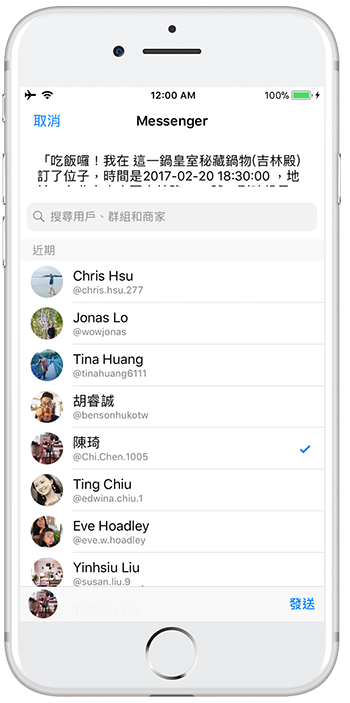 12:00 AM 100%
取消 Messenger
「吃飯囉！我在 這一鍋皇室秘藏鍋物(吉林殿)
訂了位子，時間是2017-02-20 18:30:00 ，地
搜尋用戶、群組和商家
近期
Chris Hsu
@chris.hsu.277
Jonas Lo
@wowjonas
Tina Huang
@tinahuang6111
胡睿誠
@bensonhukotw
陳琦
@Chi.Chen.1005
Ting Chiu
@edwina.chiu.1
Eve Hoadley
@eve.w.hoadley
Yinhsiu Liu
@susan.liu.9
發送